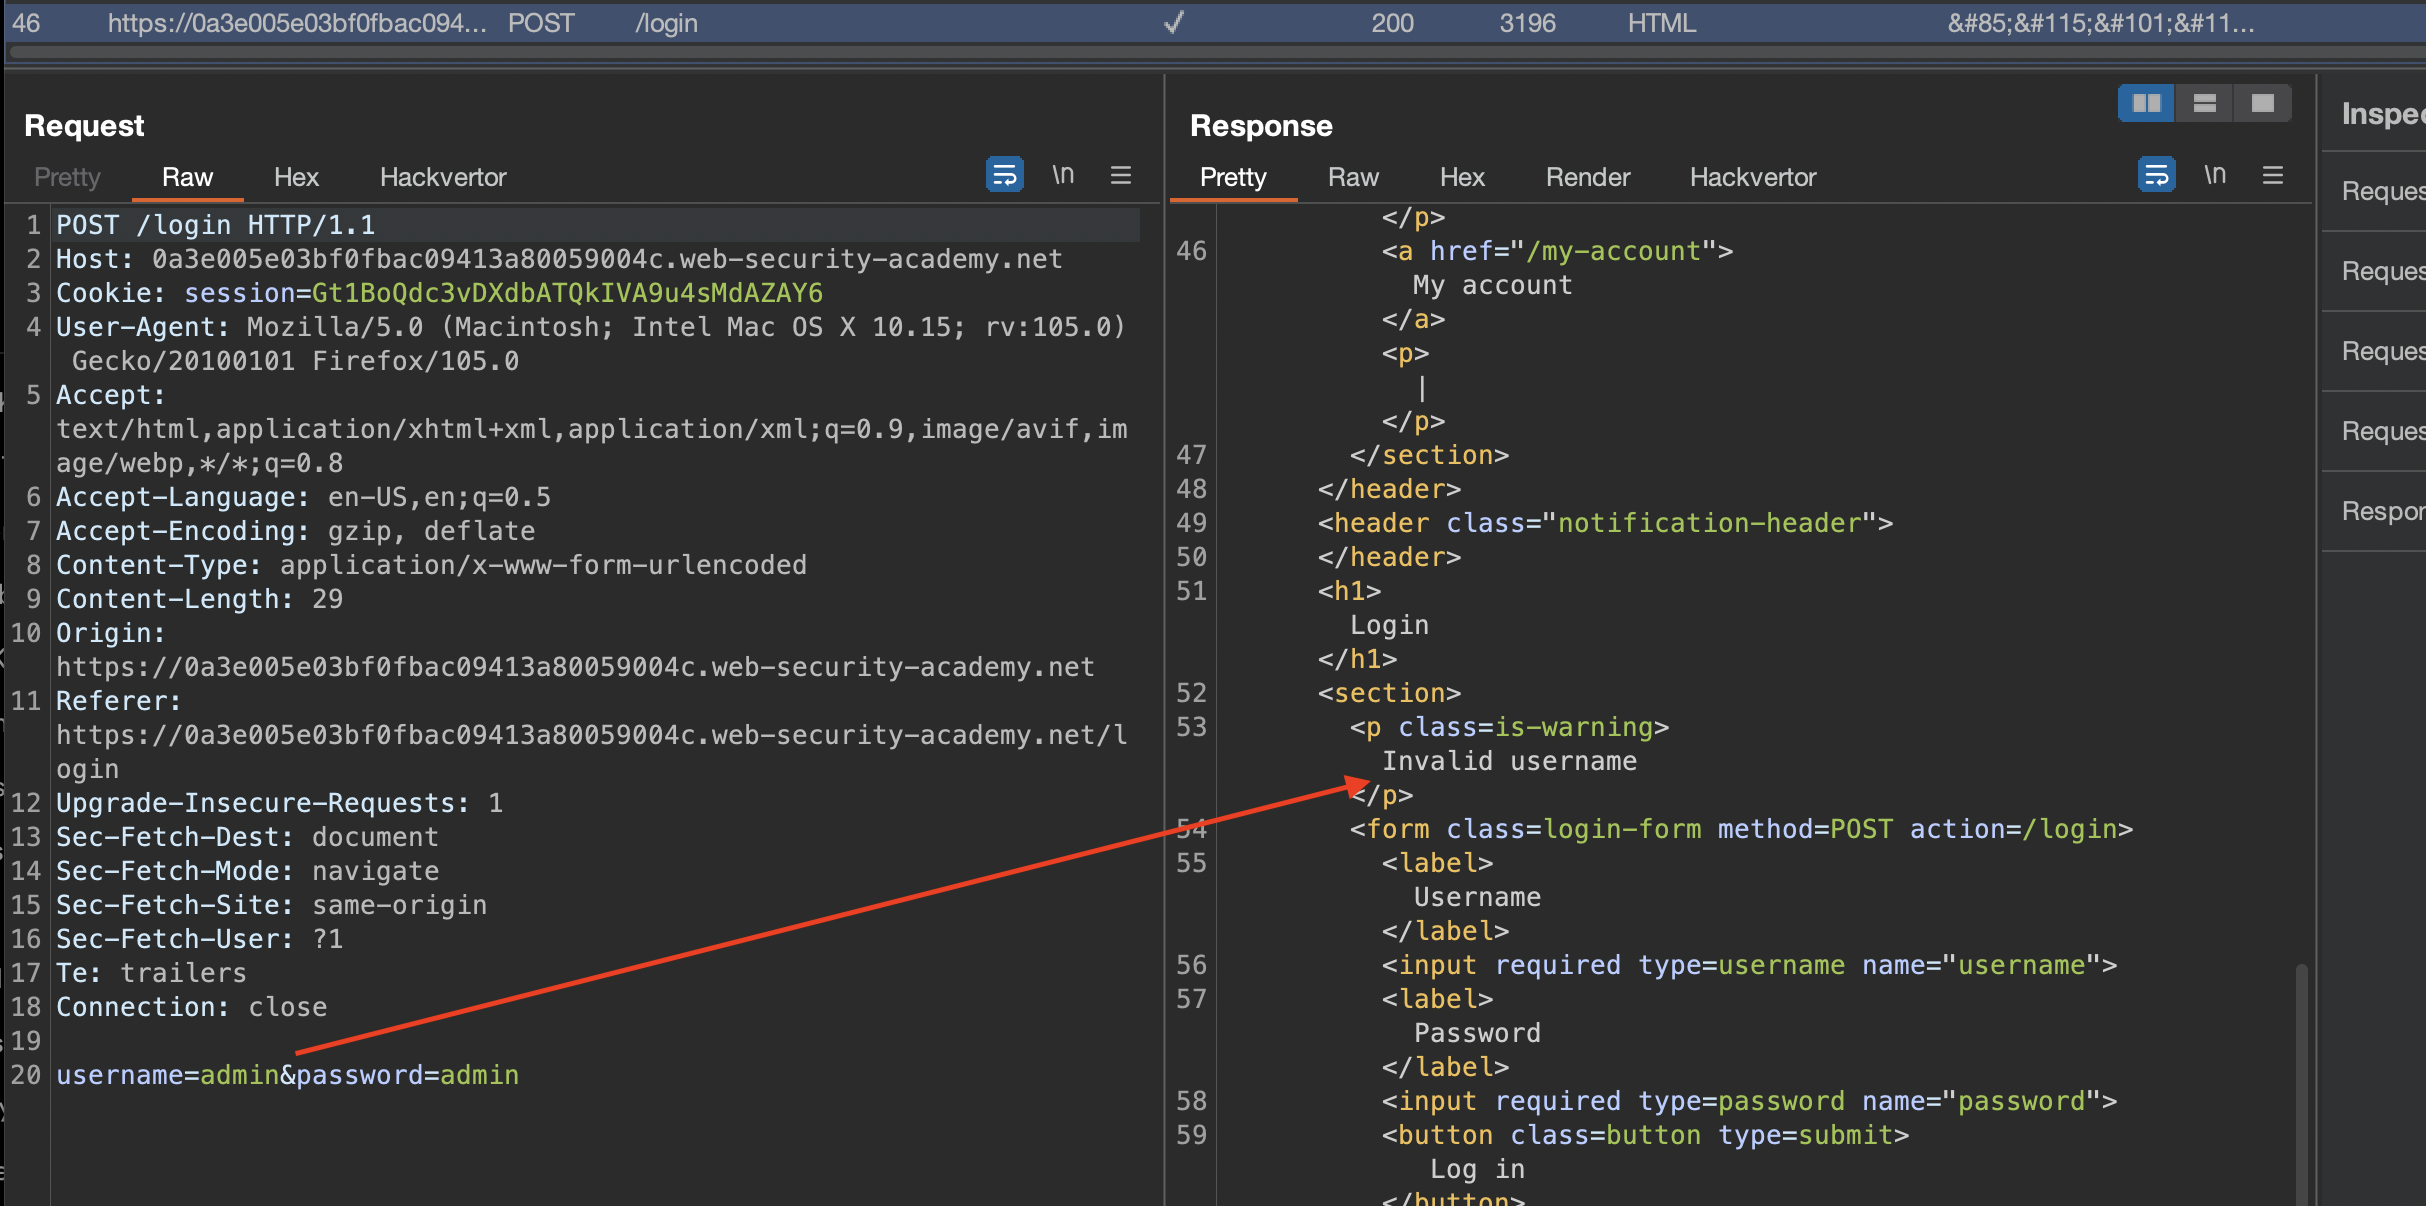 46 https://0a3e005e03bf0fbac094... POST /login ✓ 200 3196 HTML &#85;&#115;&#101;&#11...
Request
Pretty Raw Hex Hackvertor \n
1 POST /login HTTP/1.1
2 Host: 0a3e005e03bf0fbac09413a80059004c.web-security-academy.net
3 Cookie: session=Gt1BoQdc3vDXdbATQkIVA9u4sMdAZAY6
4 User-Agent: Mozilla/5.0 (Macintosh; Intel Mac OS X 10.15; rv:105.0)
Gecko/20100101 Firefox/105.0
5 Accept:
text/html,application/xhtml+xml,application/xml;q=0.9,image/avif,im
age/webp,*/*;q=0.8
6 Accept-Language: en-US,en;q=0.5
7 Accept-Encoding: gzip, deflate
8 Content-Type: application/x-www-form-urlencoded
9 Content-Length: 29
10 Origin:
https://0a3e005e03bf0fbac09413a80059004c.web-security-academy.net
11 Referer:
https://0a3e005e03bf0fbac09413a80059004c.web-security-academy.net/l
ogin
12 Upgrade-Insecure-Requests: 1
13 Sec-Fetch-Dest: document
14 Sec-Fetch-Mode: navigate
15 Sec-Fetch-Site: same-origin
16 Sec-Fetch-User: ?1
17 Te: trailers
18 Connection: close
19
20 username=admin&password=admin
Response
Pretty Raw Hex Render Hackvertor \n
</p>
46 <a href="/my-account">
My account
</a>
<p>
|
</p>
47 </section>
48 </header>
49 <header class="notification-header">
50 </header>
51 <h1>
Login
</h1>
52 <section>
53 <p class=is-warning>
Invalid username
</p>
54 <form class=login-form method=POST action=/login>
55 <label>
Username
</label>
56 <input required type=username name="username">
57 <label>
Password
</label>
58 <input required type=password name="password">
59 <button class=button type=submit>
Log in
</button>
Inspec
Reques
Reques
Reques
Reques
Respon